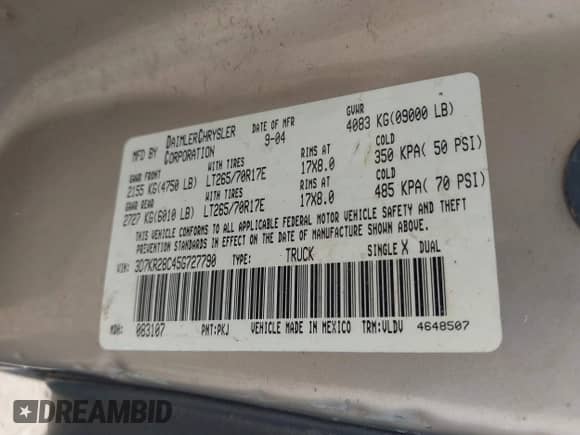 MFD BY DAIMLERCHRYSLER CORPORATION DATE OF MFR 9-04 GVWR 4083 KG(09000 LB)
GAWR FRONT 2155 KG(4750 LB) WITH TIRES LT265/70R17E RIMS AT 17X8.0 COLD 350 KPA( 50 PSI)
GAWR REAR 2727 KG(6010 LB) WITH TIRES LT265/70R17E RIMS AT 17X8.0 COLD 485 KPA( 70 PSI)
THIS VEHICLE CONFORMS TO ALL APPLICABLE FEDERAL MOTOR VEHICLE SAFETY AND THEFT
PREVENTION STANDARDS IN EFFECT ON THE DATE OF MANUFACTURE SHOWN ABOVE.
VIN: 3D7KR28C45G727790 TYPE: TRUCK SINGLE X DUAL
MDH: 083107 PNT:PKJ VEHICLE MADE IN MEXICO TRM:VLDV 4648507
DREAMBID